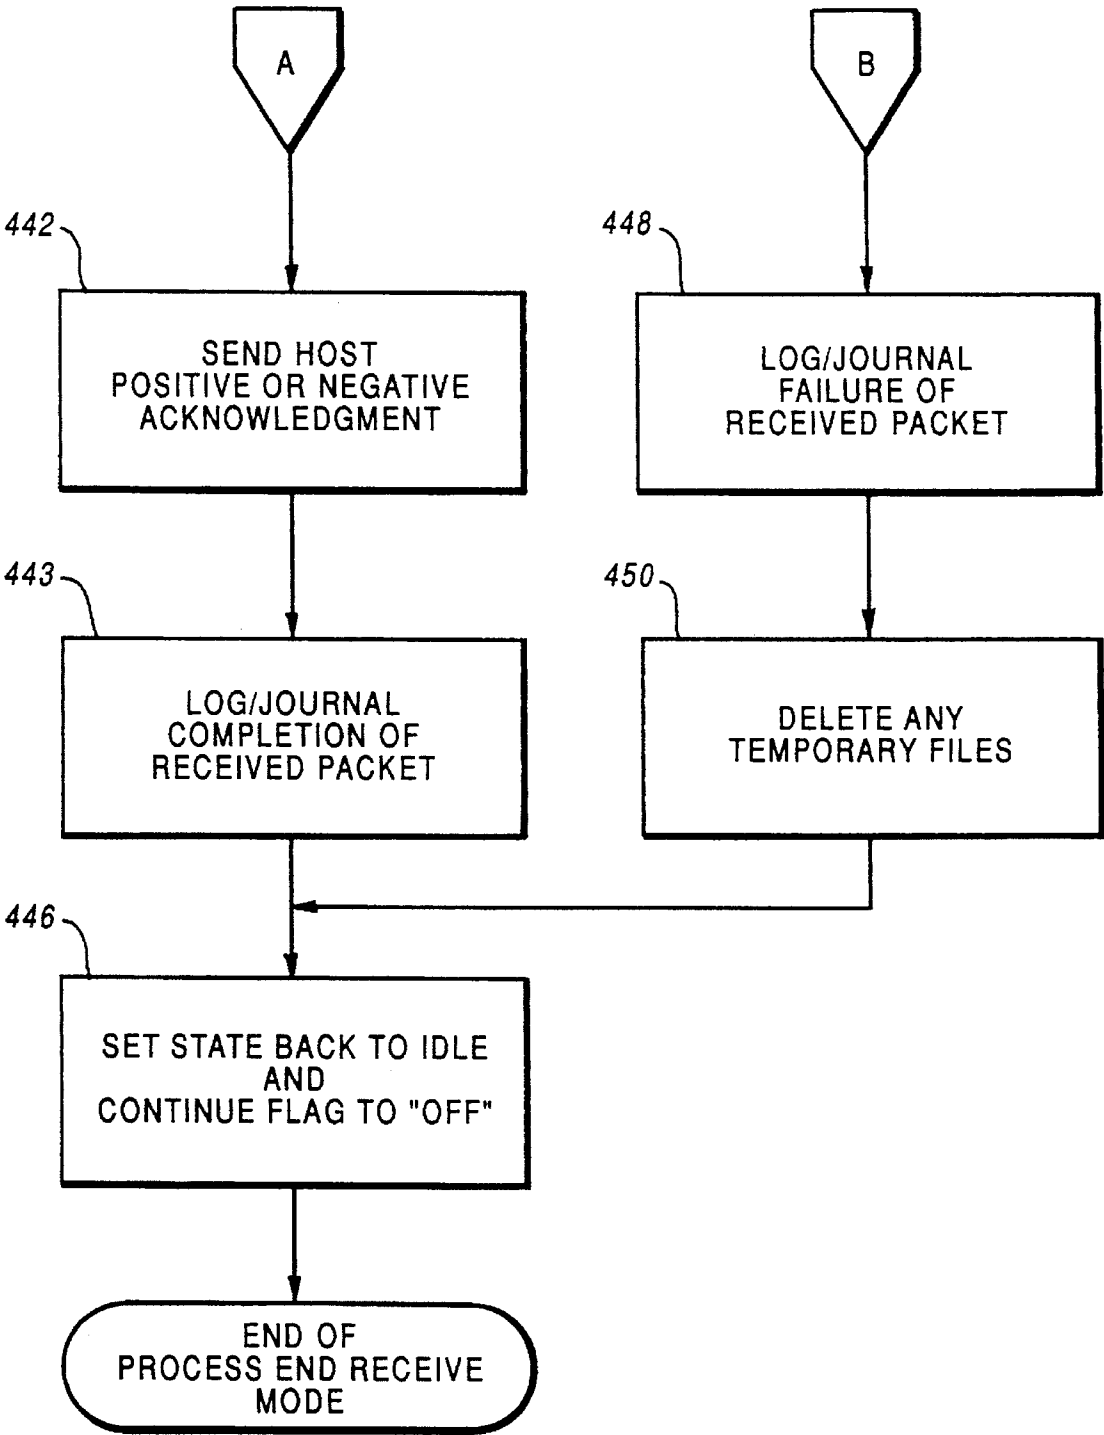 A
B
442
SEND HOST
POSITIVE OR NEGATIVE
ACKNOWLEDGMENT
448
LOG/JOURNAL
FAILURE OF
RECEIVED PACKET
443
LOG/JOURNAL
COMPLETION OF
RECEIVED PACKET
450
DELETE ANY
TEMPORARY FILES
446
SET STATE BACK TO IDLE
AND
CONTINUE FLAG TO "OFF"
END OF
PROCESS END RECEIVE
MODE